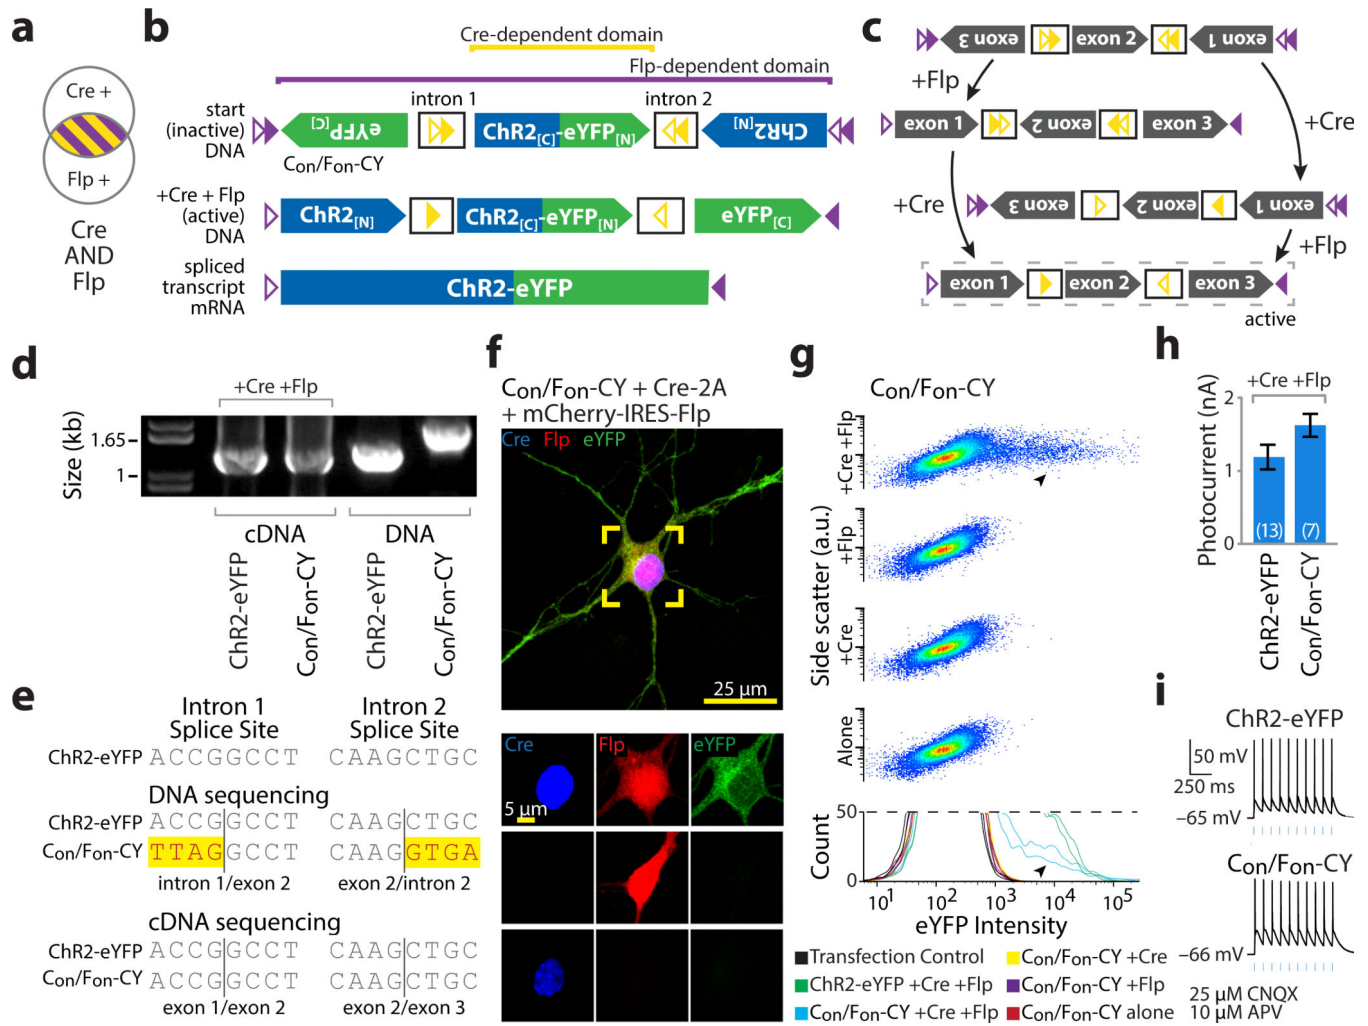 a
Cre +
Flp +
Cre
AND
Flp
b
Cre-dependent domain
Flp-dependent domain
start
(inactive)
DNA
intron 1
intron 2
eYFP[C]
ChR2[C]-eYFP[N]
ChR2[N]
Con/Fon-CY
+Cre + Flp
(active)
DNA
ChR2[N]
ChR2[C]-eYFP[N]
eYFP[C]
spliced
transcript
mRNA
ChR2-eYFP
c
exon 3
exon 2
exon 1
+Flp
exon 1
exon 2
exon 3
+Cre
+Cre
exon 3
exon 2
exon 1
+Flp
exon 1
exon 2
exon 3
active
d
+Cre +Flp
Size (kb)
1.65
1
cDNA
DNA
ChR2-eYFP
Con/Fon-CY
ChR2-eYFP
Con/Fon-CY
e
Intron 1
Splice Site
Intron 2
Splice Site
ChR2-eYFP ACCGGCCT CAAGCTGC
DNA sequencing
ChR2-eYFP ACCGGCCT CAAGCTGC
Con/Fon-CY TTAGGCCT CAAGGTGA
intron 1/exon 2 exon 2/intron 2
cDNA sequencing
ChR2-eYFP ACCGGCCT CAAGCTGC
Con/Fon-CY ACCGGCCT CAAGCTGC
exon 1/exon 2 exon 2/exon 3
f
Con/Fon-CY + Cre-2A
+ mCherry-IRES-Flp
Cre Flp eYFP
25 µm
Cre
Flp
eYFP
5 µm
g
Con/Fon-CY
Side scatter (a.u.)
+Cre +Flp
+Flp
+Cre
Alone
Count
50
0
10^1 10^2 10^3 10^4 10^5
eYFP Intensity
Transfection Control
ChR2-eYFP +Cre +Flp
Con/Fon-CY +Cre +Flp
Con/Fon-CY +Cre
Con/Fon-CY +Flp
Con/Fon-CY alone
h
+Cre +Flp
Photocurrent (nA)
2
1
0
(13)
(7)
ChR2-eYFP
Con/Fon-CY
i
ChR2-eYFP
50 mV
250 ms
−65 mV
Con/Fon-CY
−66 mV
25 µM CNQX
10 µM APV